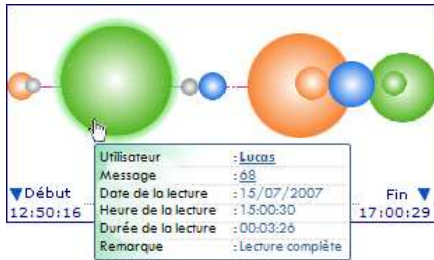 Utilisateur : Lucas
Message : 68
Date de la lecture : 15/07/2007
Heure de la lecture : 15:00:30
Durée de la lecture : 00:03:26
Remarque : Lecture complète
Début
12:50:16
Fin
17:00:29